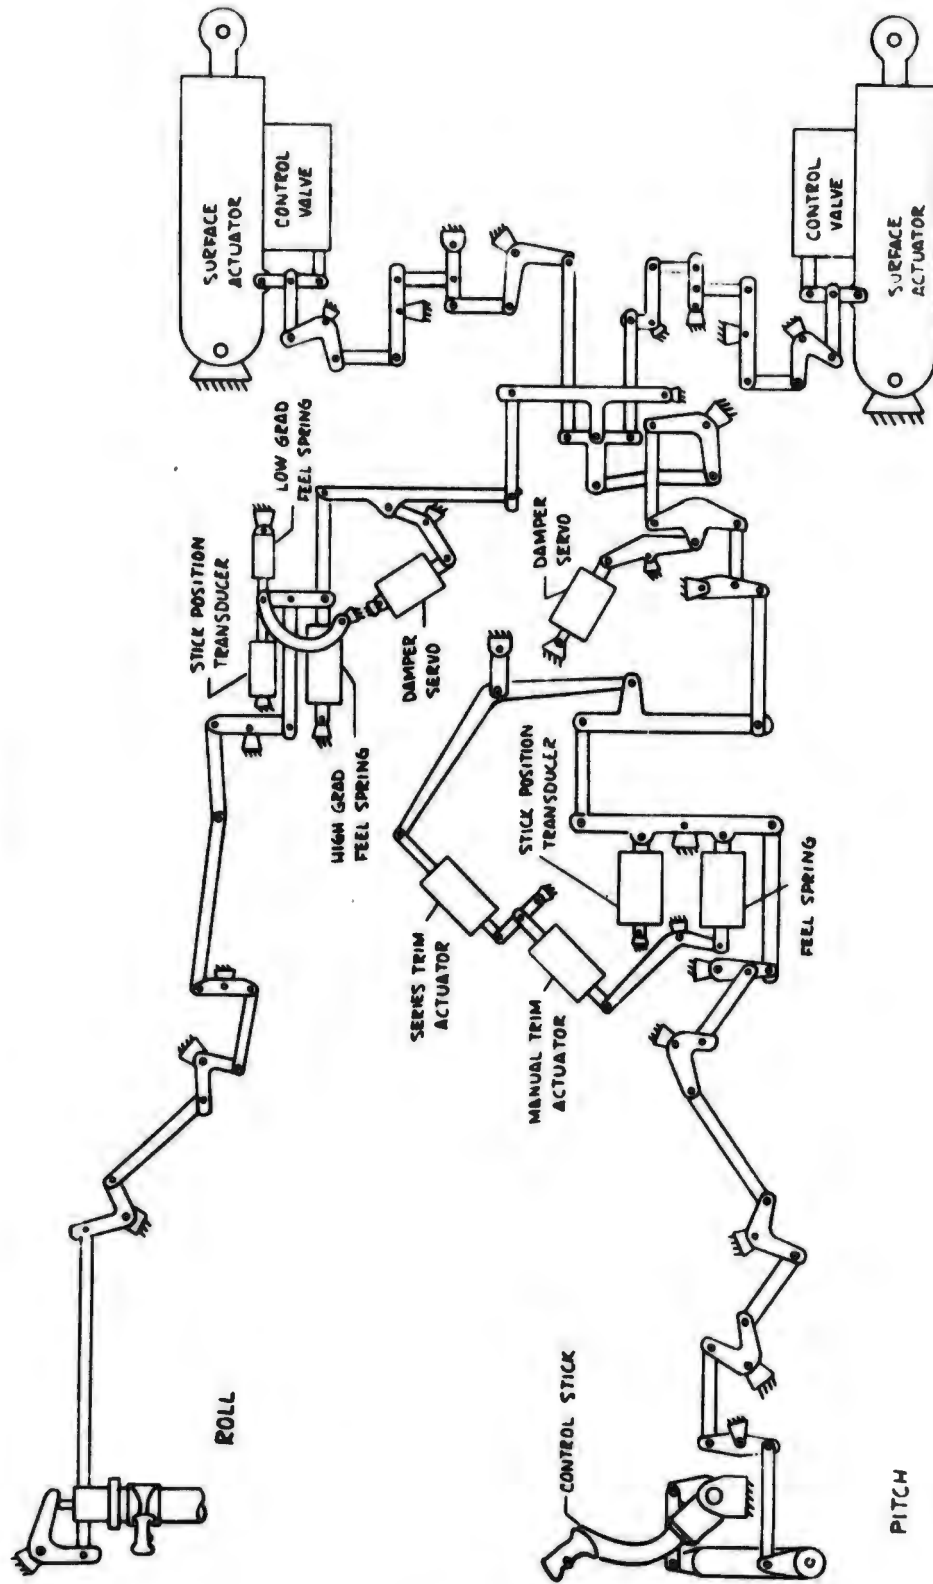 SURFACE
ACTUATOR
CONTROL
VALVE
LOW GRAD
FEEL SPRING
STICK POSITION
TRANSDUCER
HIGH GRAD
FEEL SPRING
DAMPER
SERVO
ROLL
CONTROL
VALVE
SURFACE
ACTUATOR
DAMPER
SERVO
STICK POSITION
TRANSDUCER
FEEL SPRING
SERIES TRIM
ACTUATOR
MANUAL TRIM
ACTUATOR
CONTROL STICK
PITCH